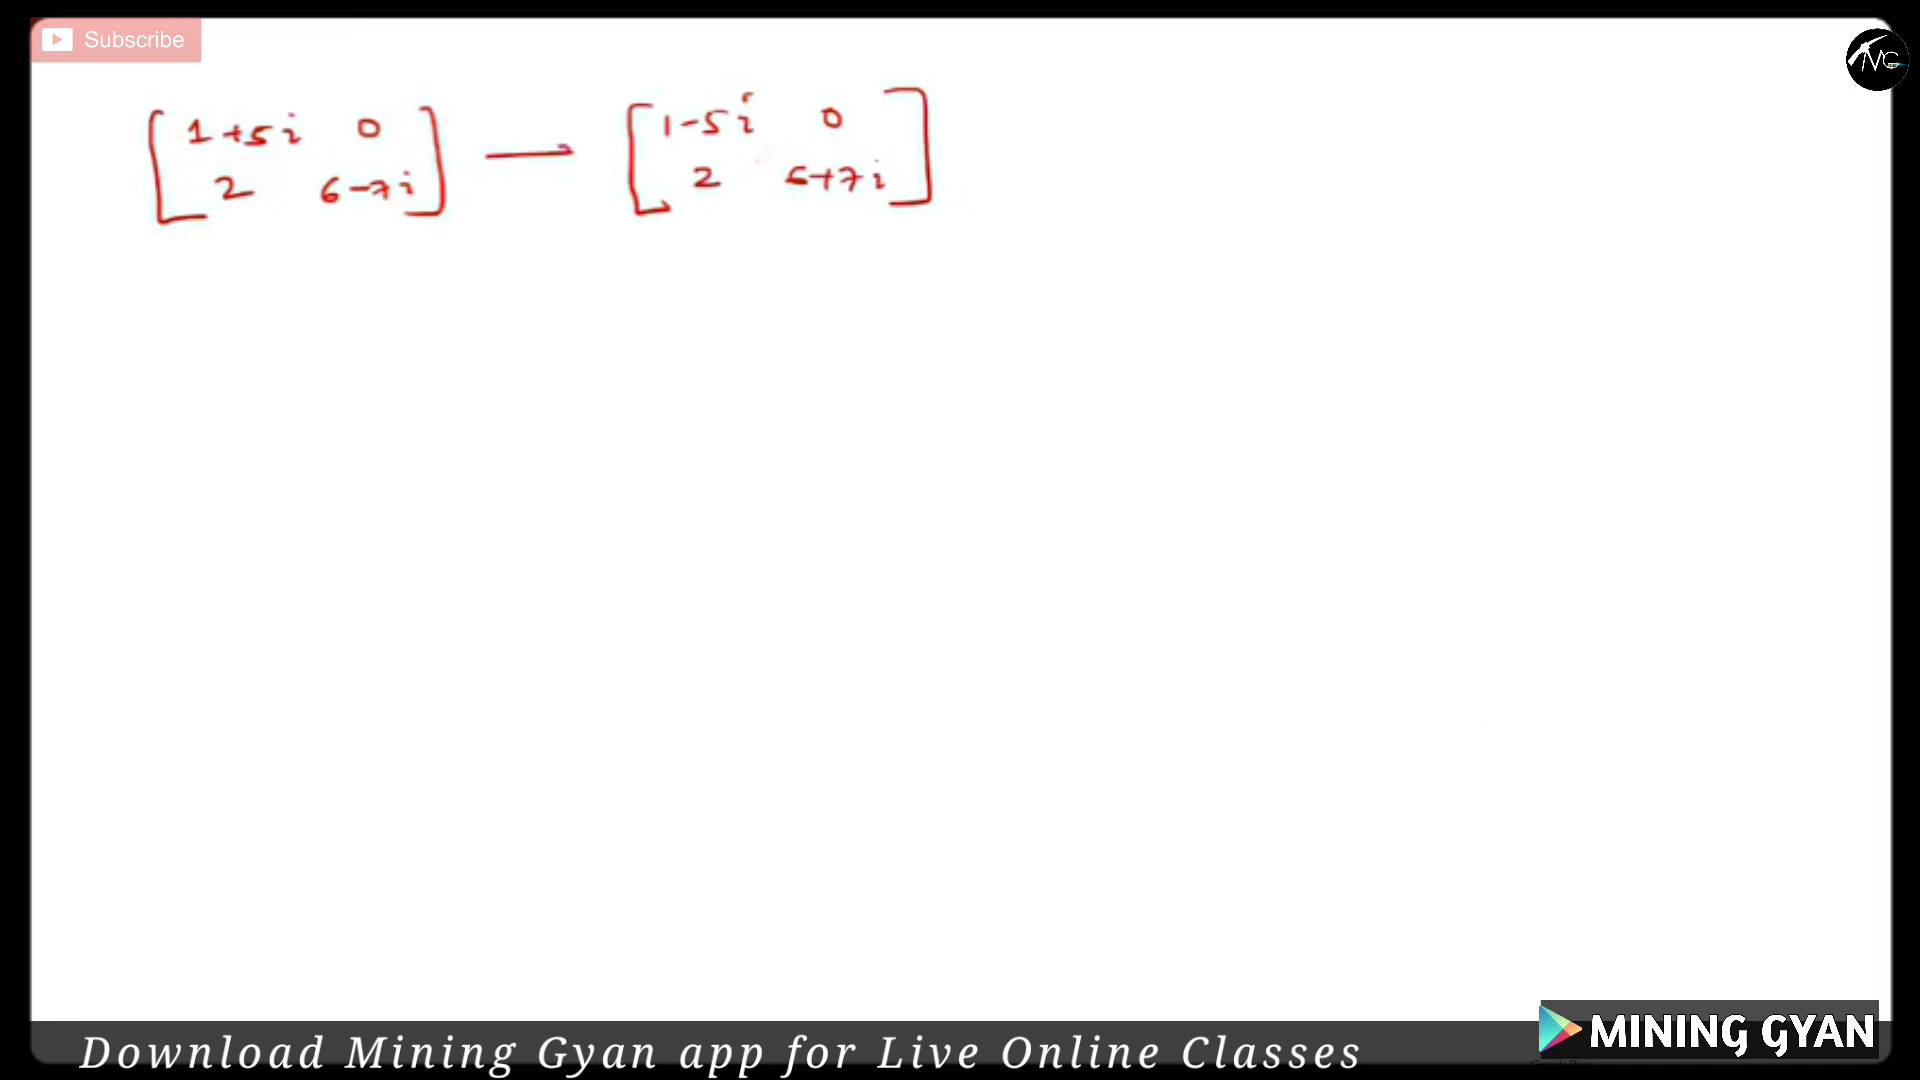 Subscribe
[1+5i 0] → [1-5i 0]
[2 6-7i] [2 6+7i]
MG
Download Mining Gyan app for Live Online Classes
MINING GYAN